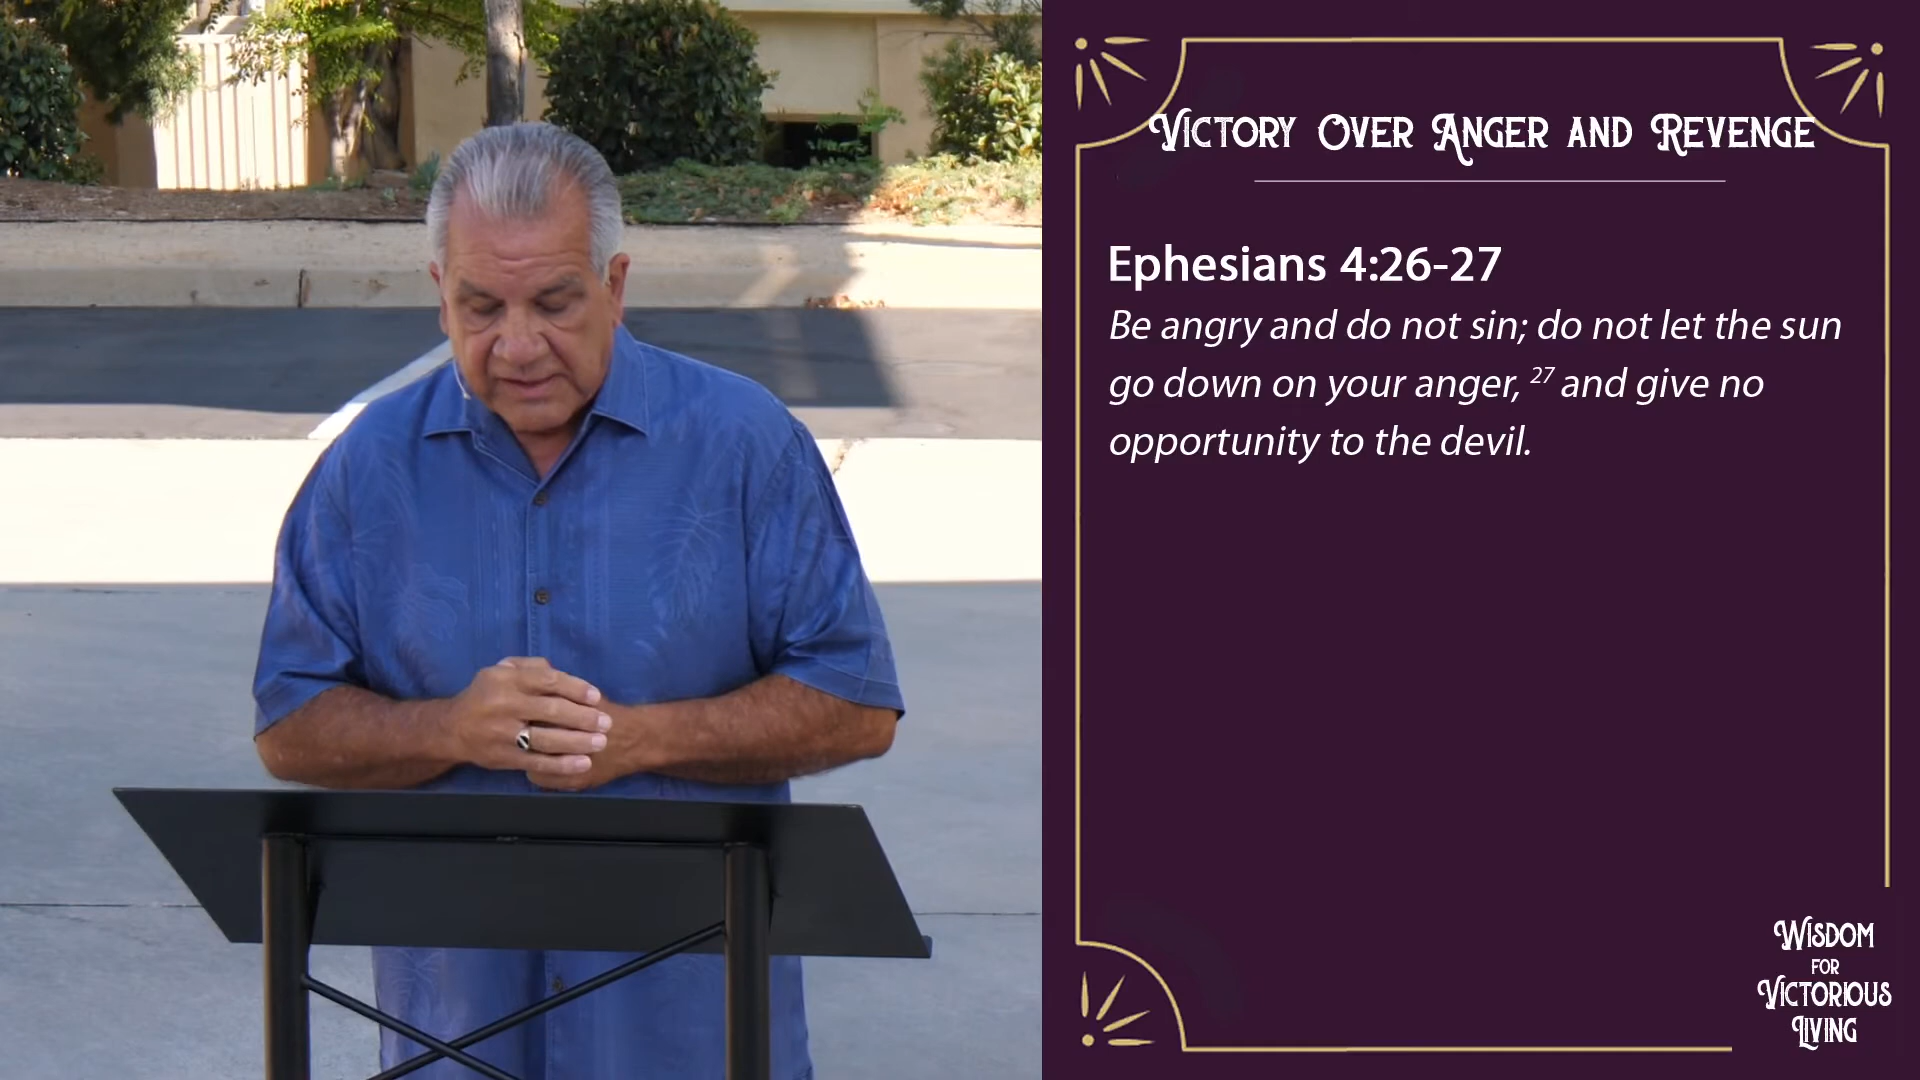 Victory Over Anger and Revenge
Ephesians 4:26-27
Be angry and do not sin; do not let the sun
go down on your anger, 27 and give no
opportunity to the devil.
Wisdom
for
Victorious
Living